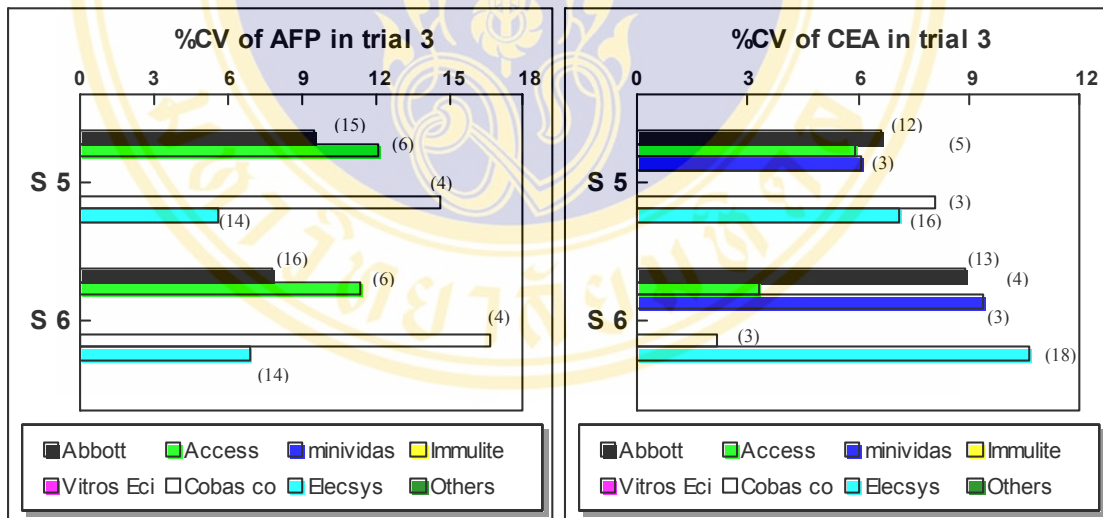 %CV of AFP in trial 3
0 3 6 9 12 15 18
(15)
(6)
S 5
(4)
(14)
(16)
(6)
S 6
(4)
(14)
Abbott Access minividas Immulite
Vitros Eci Cobas co Elecsys Others
%CV of CEA in trial 3
0 3 6 9 12
(12)
(5)
(3)
S 5
(3)
(16)
(13)
(4)
(3)
S 6
(3)
(18)
Abbott Access minividas Immulite
Vitros Eci Cobas co Elecsys Others